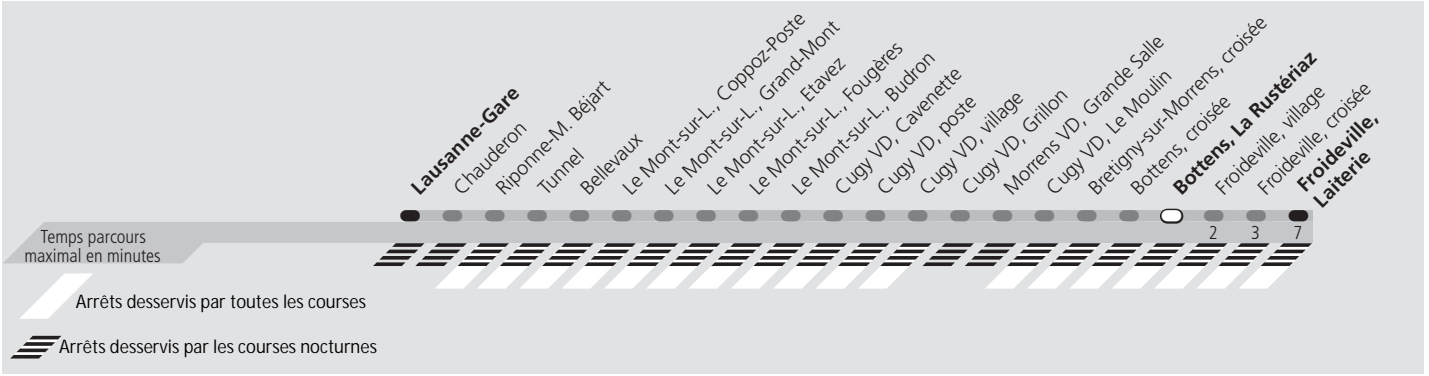 Lausanne-Gare
Chauderon
Riponne-M. Béjart
Tunnel
Bellevaux
Le Mont-sur-L., Coppoz-Poste
Le Mont-sur-L., Grand-Mont
Le Mont-sur-L., Etavez
Le Mont-sur-L., Fougères
Le Mont-sur-L., Budron
Cugy VD, Cavenette
Cugy VD, poste
Cugy VD, village
Cugy VD, Grillon
Morrens VD, Grande Salle
Cugy VD, Le Moulin
Bretigny-sur-Morrens, croisée
Bottens, croisée
Bottens, La Rustériaz
Froideville, village
Froideville, croisée
Froideville,
Laiterie
Temps parcours
maximal en minutes
2 3 7
Arrêts desservis par toutes les courses
Arrêts desservis par les courses nocturnes